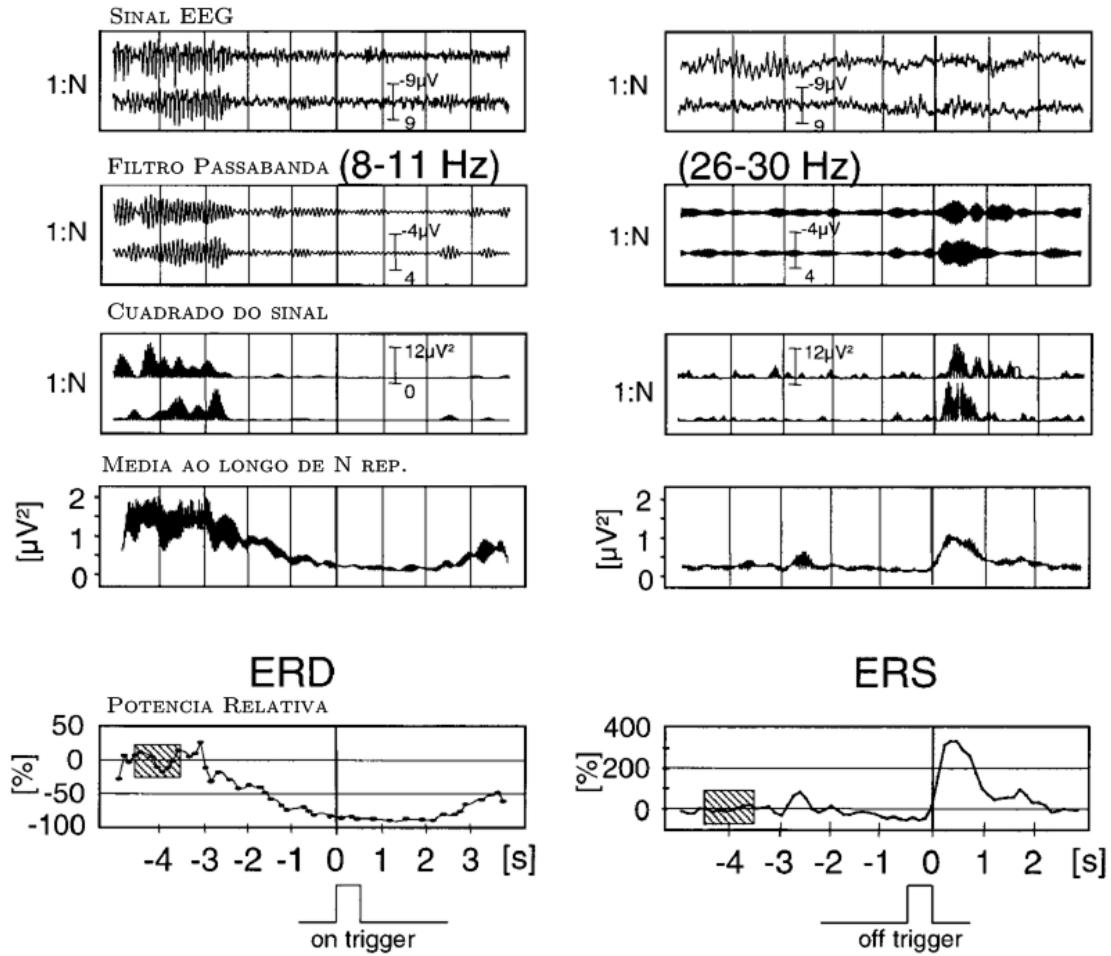 SINAL EEG
1:N
-9µV
9
1:N
-9µV
9
FILTRO PASSABANDA (8-11 Hz)
(26-30 Hz)
1:N
-4µV
4
1:N
-4µV
4
CUADRADO DO SINAL
1:N
12µV²
0
1:N
12µV²
MEDIA AO LONGO DE N REP.
[µV²]
2
1
0
[µV²]
2
1
0
ERD
ERS
POTENCIA RELATIVA
[%]
50
0
-50
-100
[%]
400
200
0
-4 -3 -2 -1 0 1 2 3 [s]
-4 -3 -2 -1 0 1 2 [s]
on trigger
off trigger